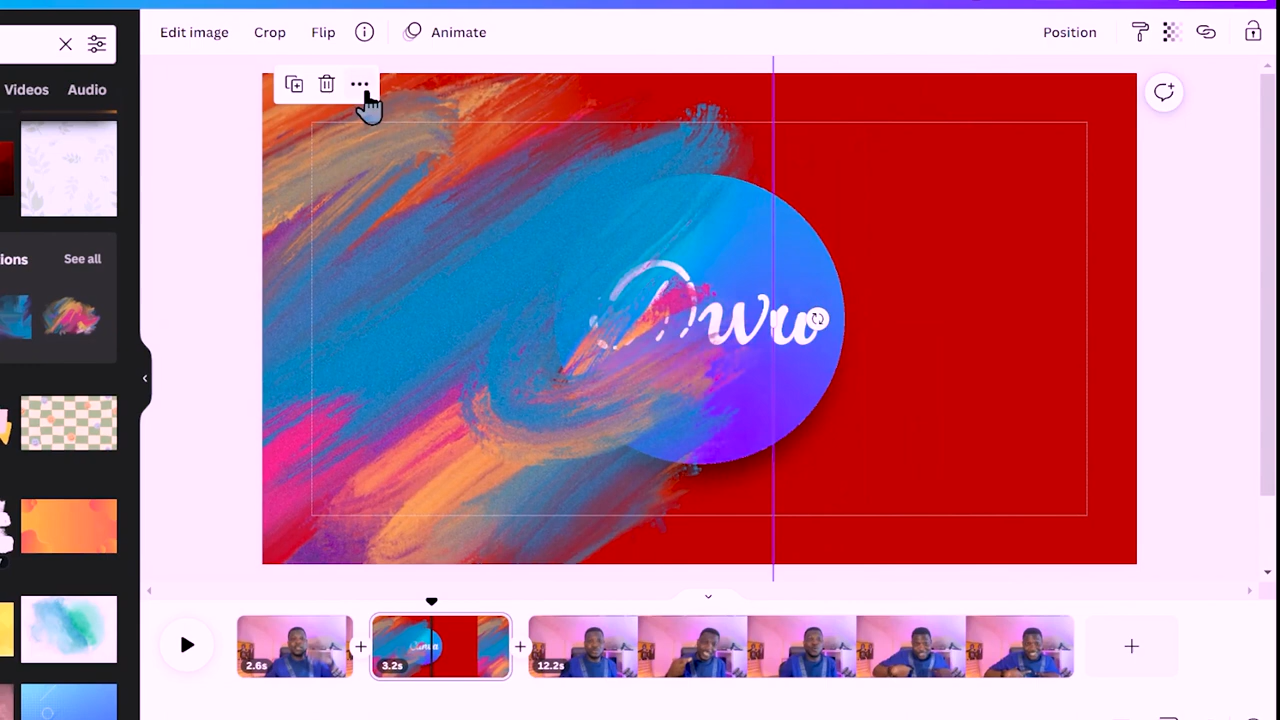 Edit image Crop Flip Animate Position
Videos Audio
ions See all
2.6s 3.2s 12.2s